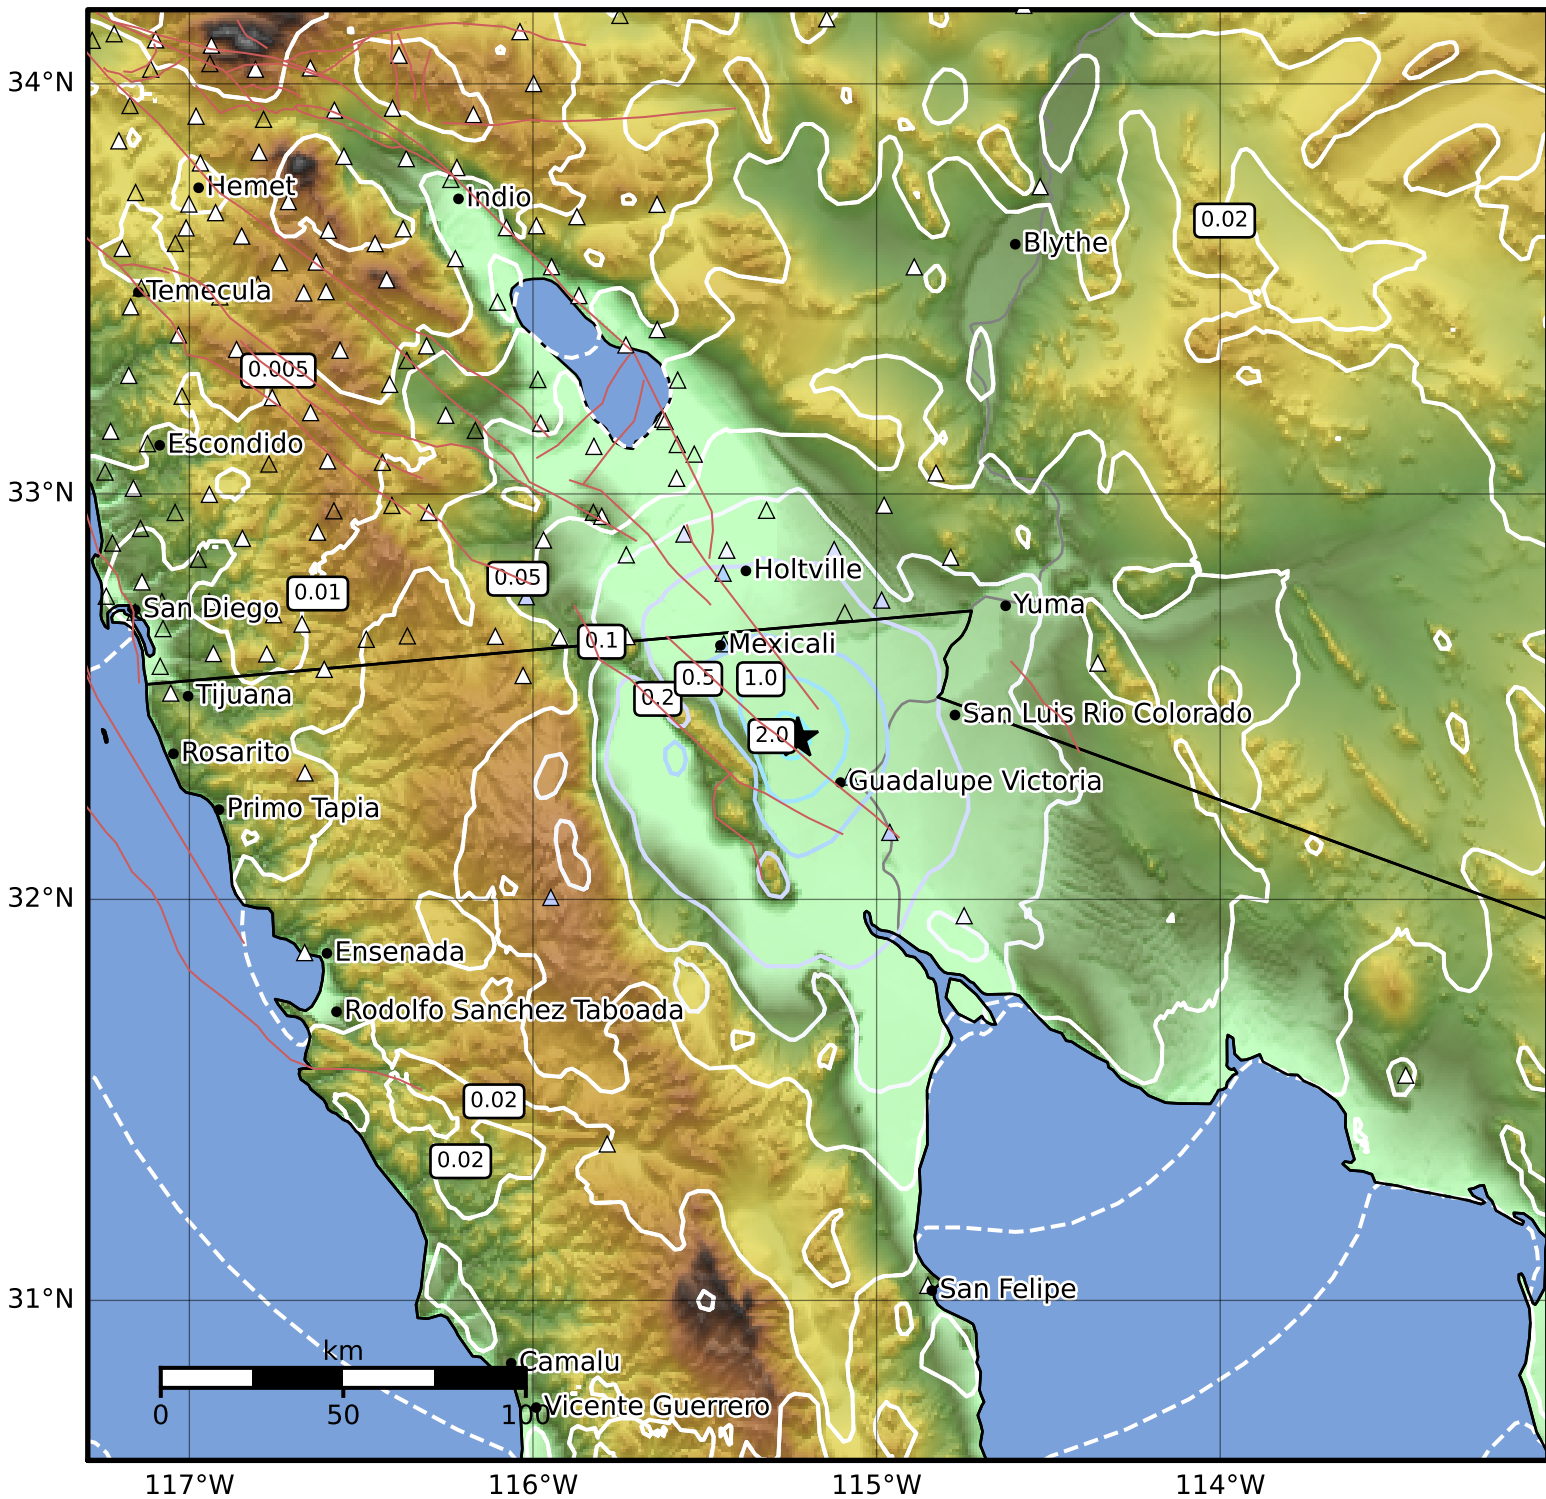 34°N
Hemet
Indio
0.02
Blythe
Temecula
0.005
Escondido
33°N
Holtville
0.05
0.01
San Diego
Yuma
0.1
Mexicali
0.5
1.0
0.2
Tijuana
San Luis Rio Colorado
2.0
Rosarito
Guadalupe Victoria
Primo Tapia
32°N
Ensenada
Rodolfo Sanchez Taboada
0.02
0.02
San Felipe
31°N
km
Camalu
0 50 100
Vicente Guerrero
117°W 116°W 115°W 114°W